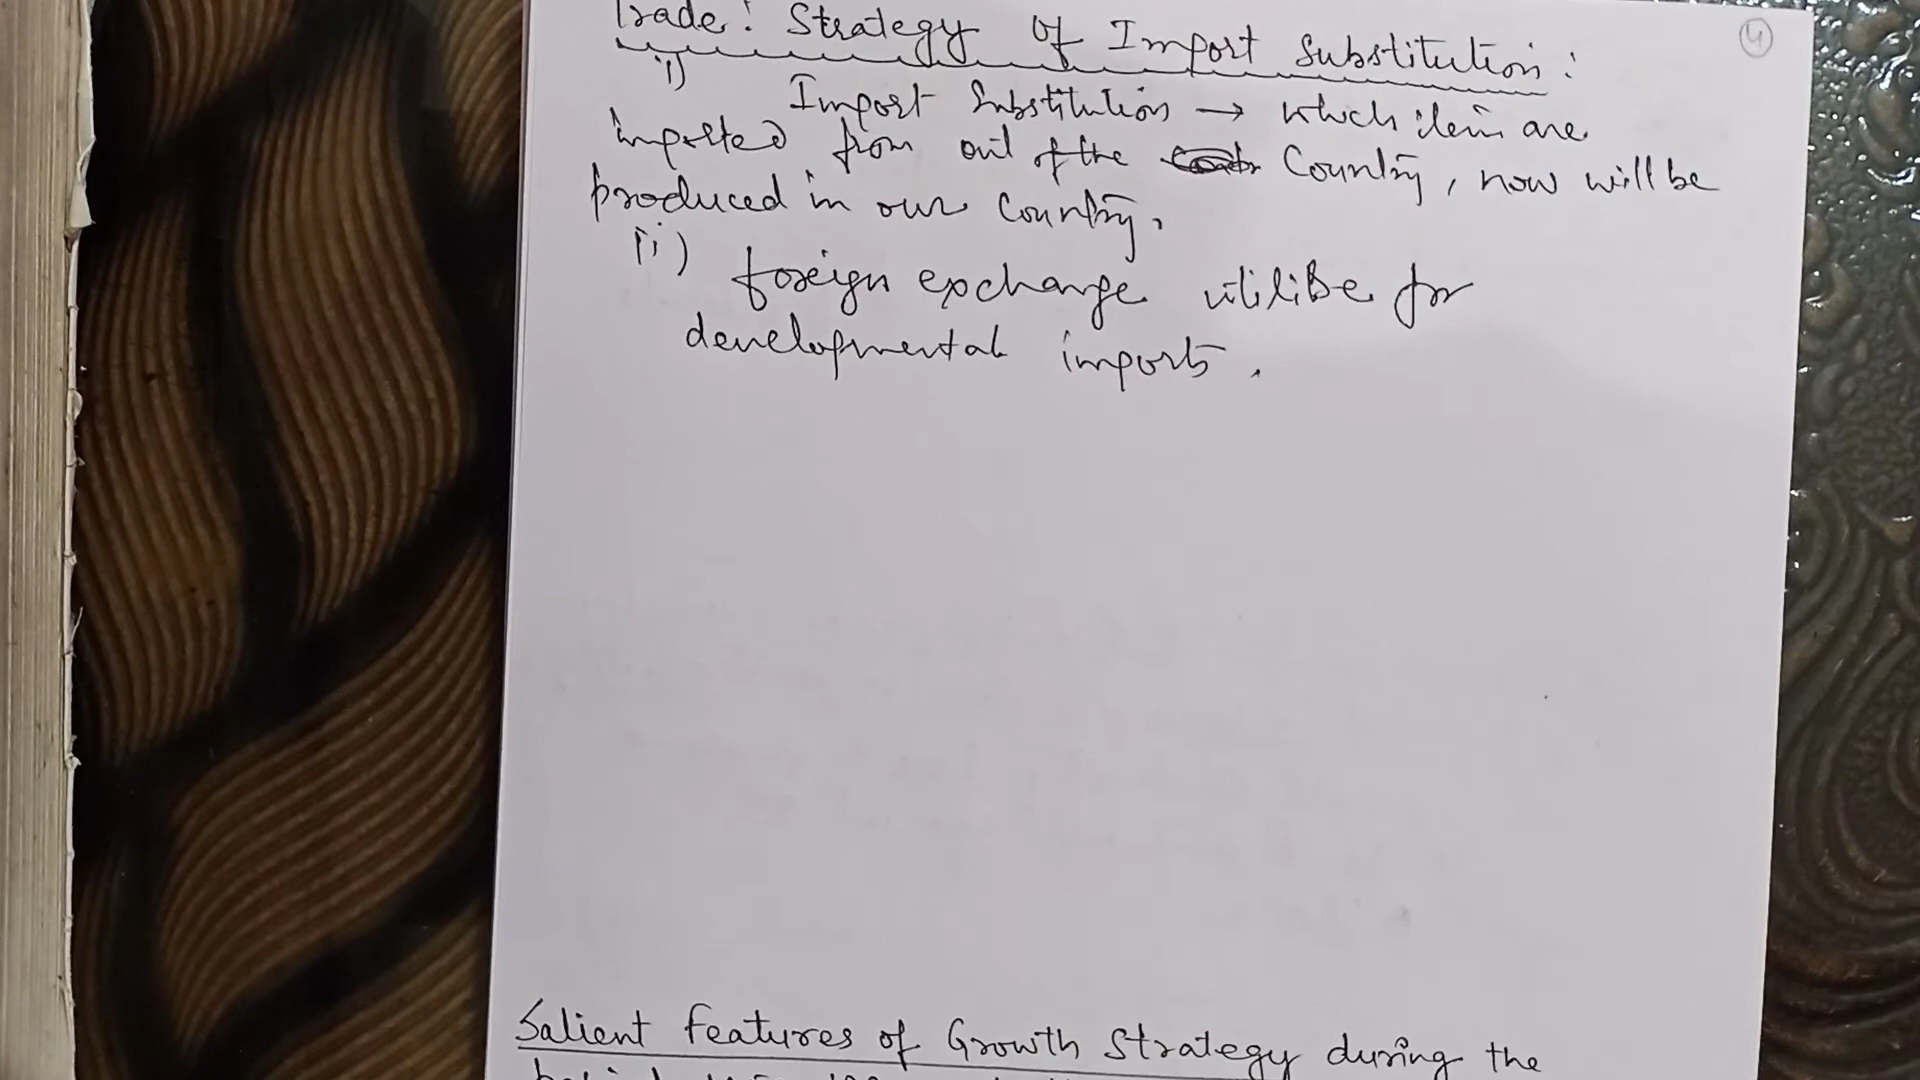 Trade: Strategy of Import Substitution:
4
i)
Import Substitution → which item are
imported from out of the Country, now will be
produced in our Country.
ii)
foreign exchange utilise for
developmental imports.
Salient features of Growth Strategy during the